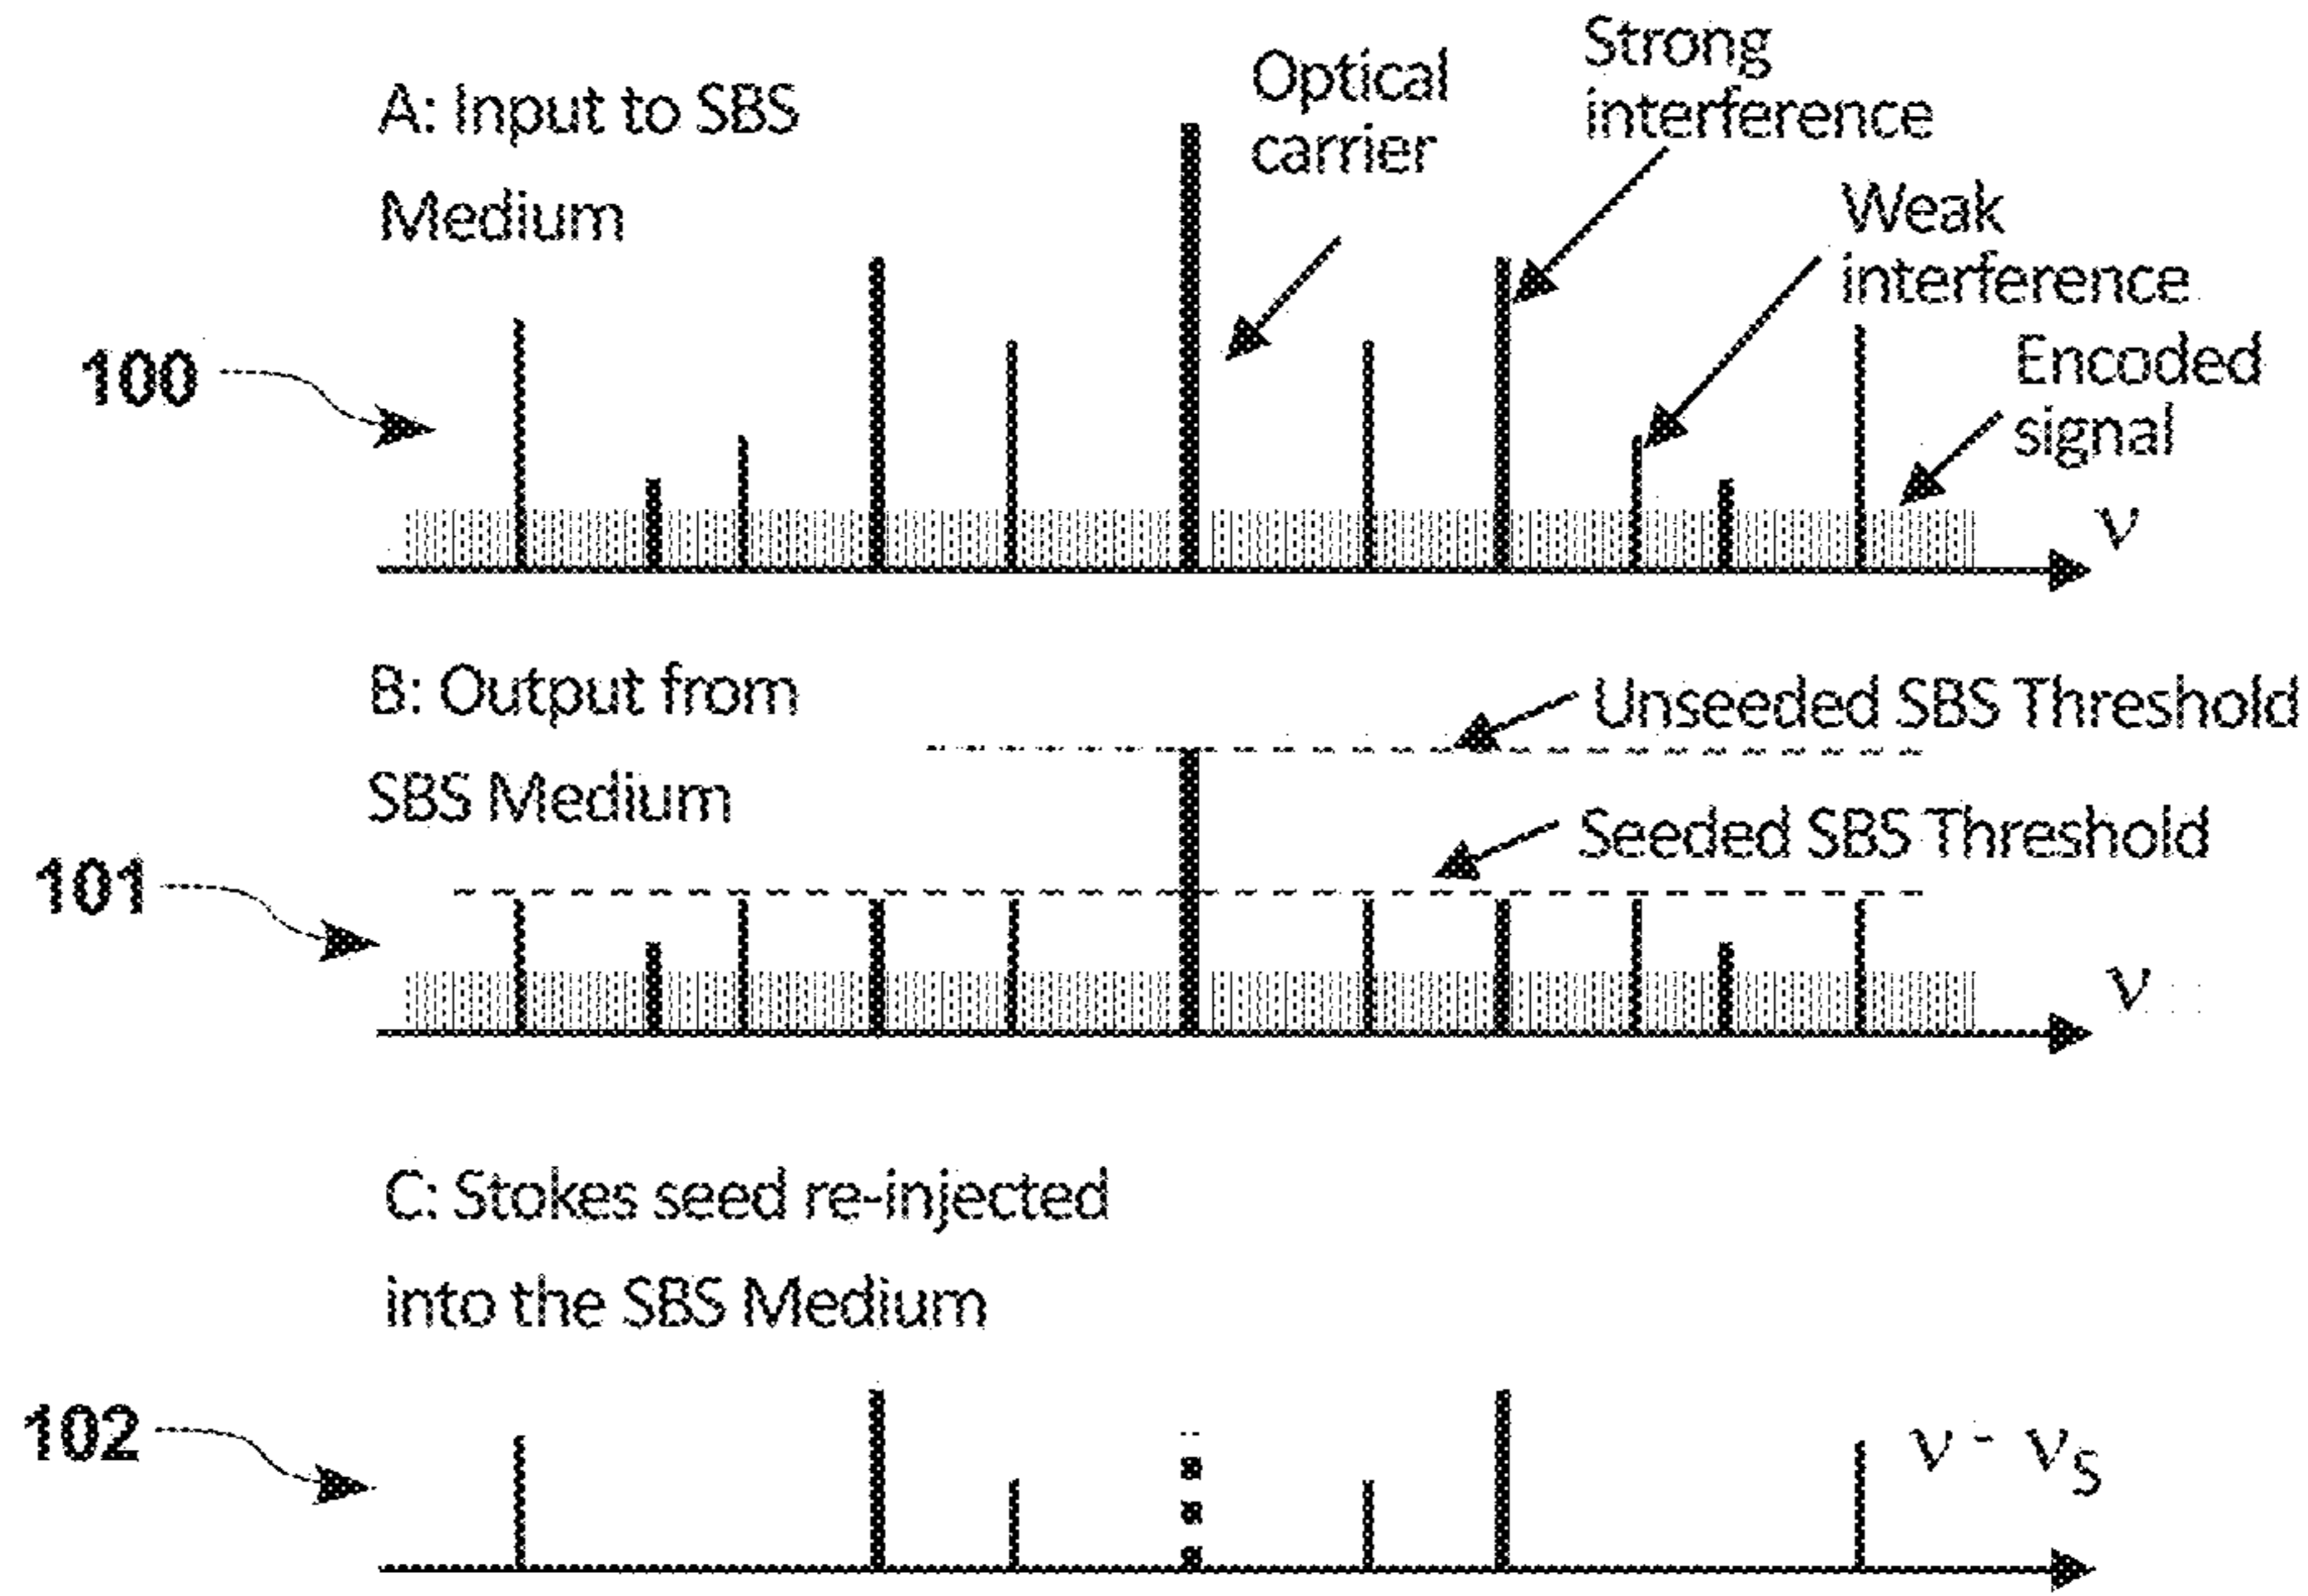 A: Input to SBS
Medium
Optical
carrier
Strong
interference
Weak
interference
Encoded
signal
100
ν
B: Output from
SBS Medium
Unseeded SBS Threshold
Seeded SBS Threshold
101
ν
C: Stokes seed re-injected
into the SBS Medium
102
ν - νS